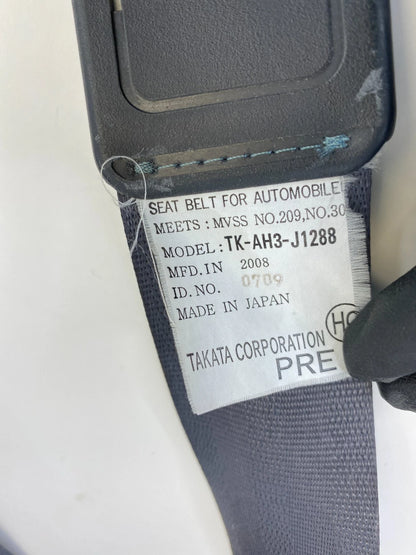 SEAT BELT FOR AUTOMOBILE
MEETS: MVSS NO.209,NO.30
MODEL: TK-AH3-J1288
MFD.IN 2008
ID.NO. 0709
MADE IN JAPAN
TAKATA CORPORATION
PRE